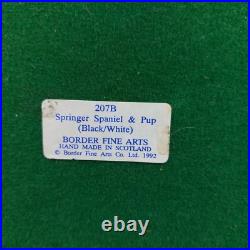 207B
Springer Spaniel & Pup
(Black/White)
BORDER FINE ARTS
HAND MADE IN SCOTLAND
© Border Fine Arts Co. Ltd. 1992